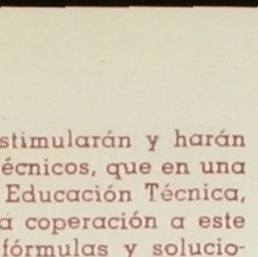 stimularán y harán
écnicos, que en una
Educación Técnica,
a coperación a este
fórmulas y solucio-